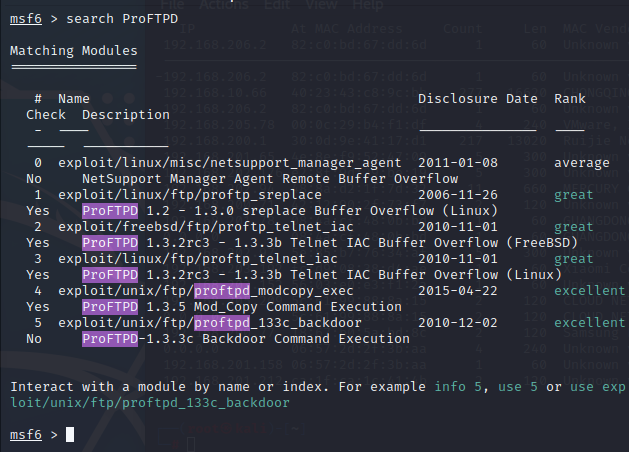 msf6 > search ProFTPD
Matching Modules
================
# Name Disclosure Date Rank
Check Description
- ---- --------------- ----
----- -----------
0 exploit/linux/misc/netsupport_manager_agent 2011-01-08 average
No NetSupport Manager Agent Remote Buffer Overflow
1 exploit/linux/ftp/proftp_sreplace 2006-11-26 great
Yes ProFTPD 1.2 - 1.3.0 sreplace Buffer Overflow (Linux)
2 exploit/freebsd/ftp/proftp_telnet_iac 2010-11-01 great
Yes ProFTPD 1.3.2rc3 - 1.3.3b Telnet IAC Buffer Overflow (FreeBSD)
3 exploit/linux/ftp/proftp_telnet_iac 2010-11-01 great
Yes ProFTPD 1.3.2rc3 - 1.3.3b Telnet IAC Buffer Overflow (Linux)
4 exploit/unix/ftp/proftpd_modcopy_exec 2015-04-22 excellent
Yes ProFTPD 1.3.5 Mod_Copy Command Execution
5 exploit/unix/ftp/proftpd_133c_backdoor 2010-12-02 excellent
No ProFTPD-1.3.3c Backdoor Command Execution
Interact with a module by name or index. For example info 5, use 5 or use exp
loit/unix/ftp/proftpd_133c_backdoor
msf6 >